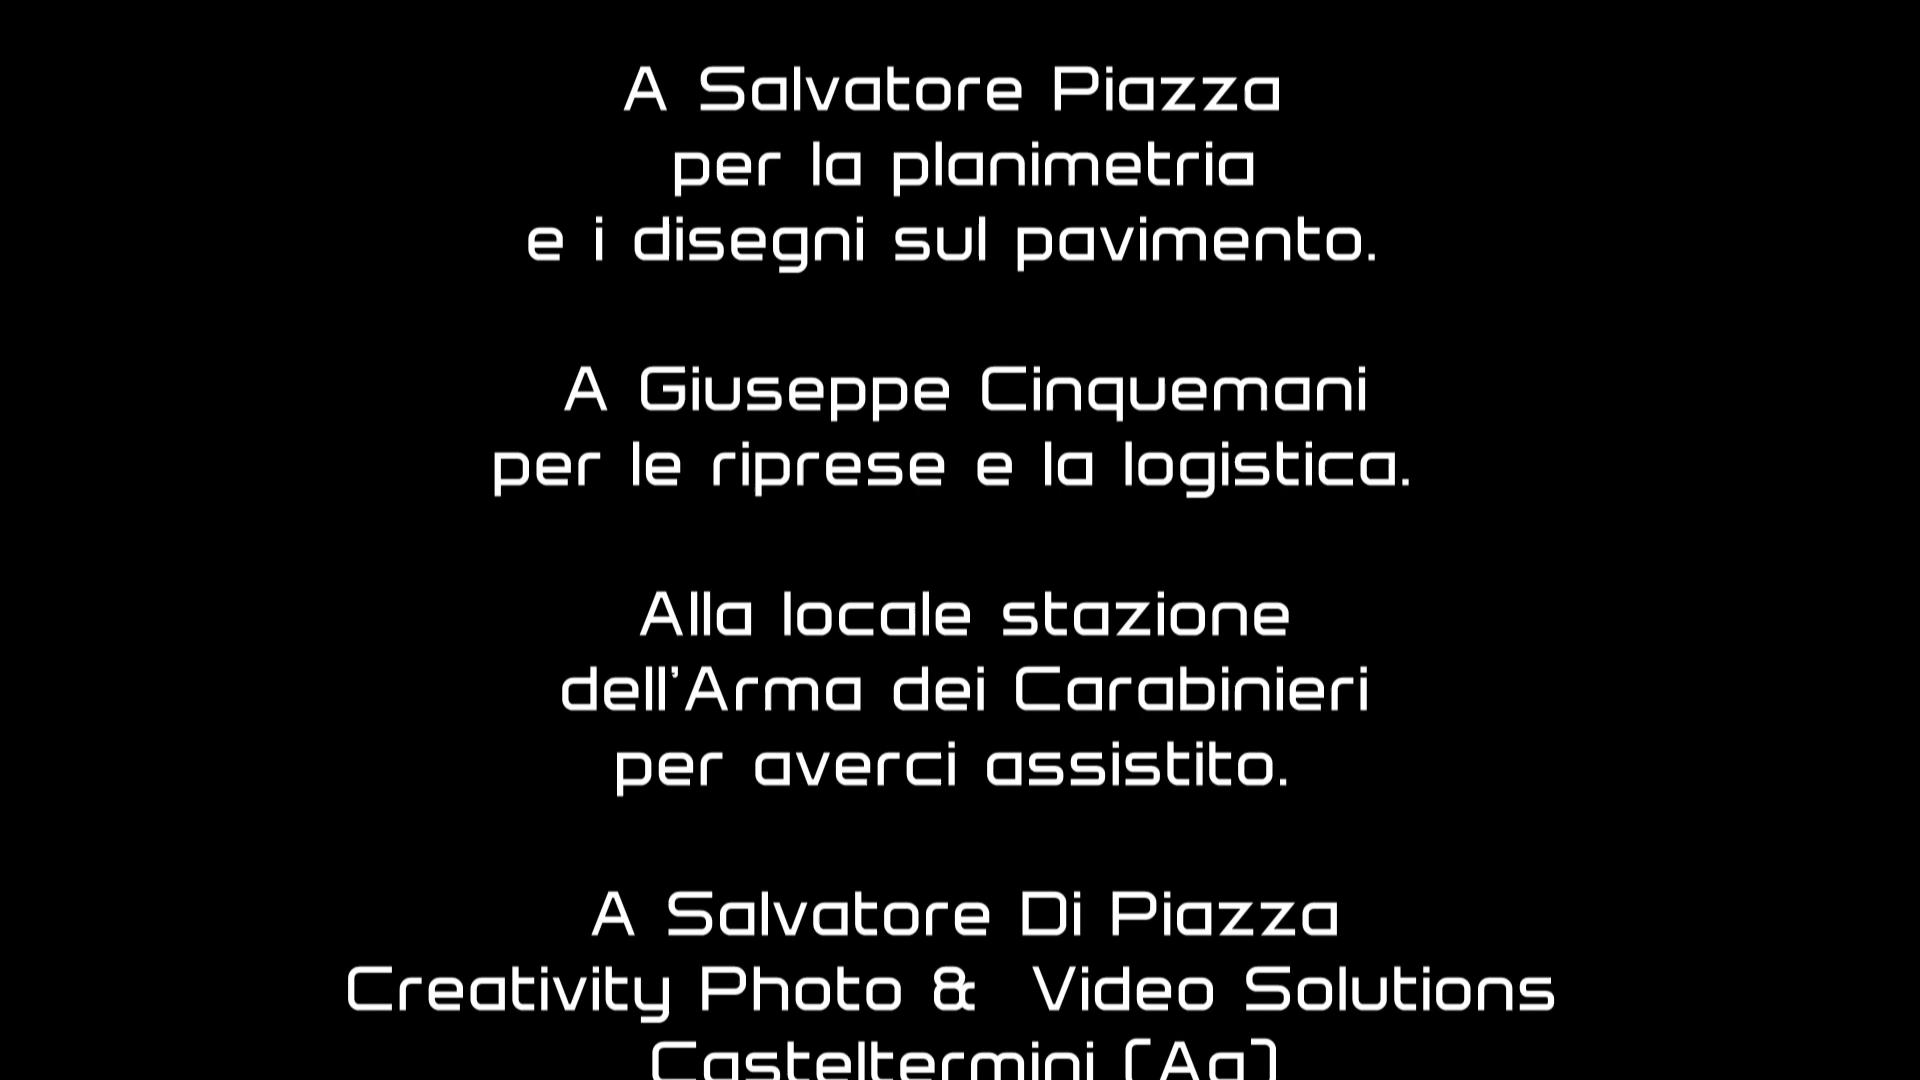 A Salvatore Piazza
per la planimetria
e i disegni sul pavimento.
A Giuseppe Cinquemani
per le riprese e la logistica.
Alla locale stazione
dell'Arma dei Carabinieri
per averci assistito.
A Salvatore Di Piazza
Creativity Photo &  Video Solutions
Casteltermini (Ag)